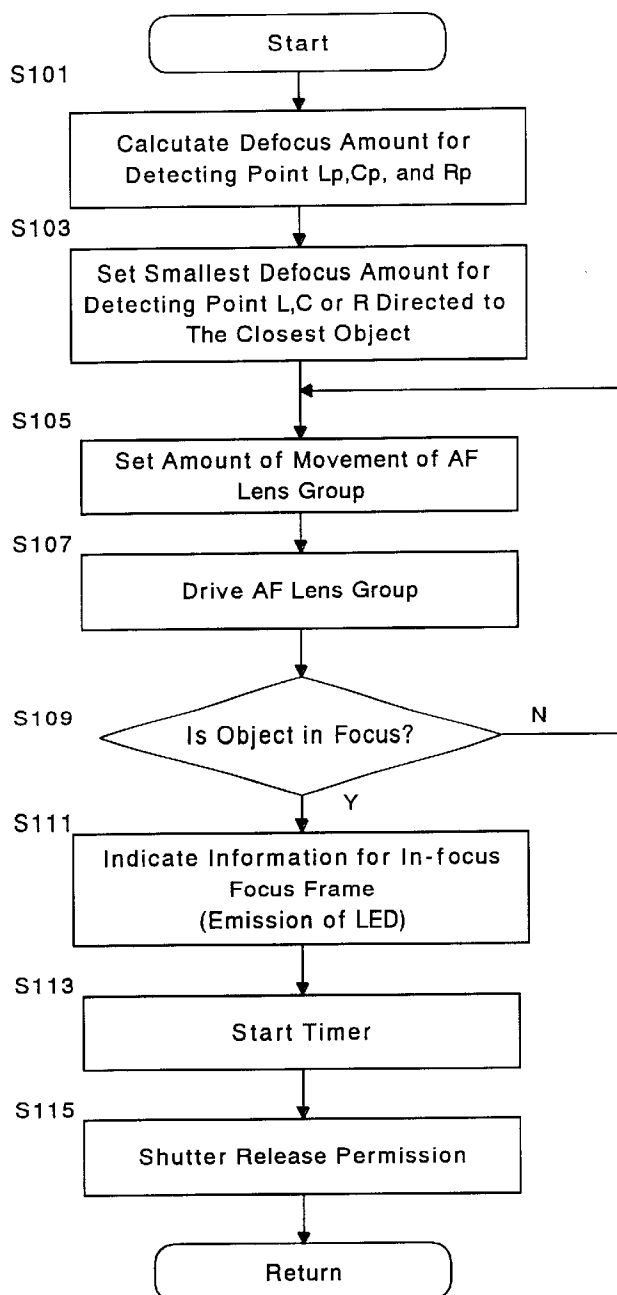 Start
S101
Calcutate Defocus Amount for
Detecting Point Lp,Cp, and Rp
S103
Set Smallest Defocus Amount for
Detecting Point L,C or R Directed to
The Closest Object
S105
Set Amount of Movement of AF
Lens Group
S107
Drive AF Lens Group
S109
Is Object in Focus?
N
Y
S111
Indicate Information for In-focus
Focus Frame
(Emission of LED)
S113
Start Timer
S115
Shutter Release Permission
Return